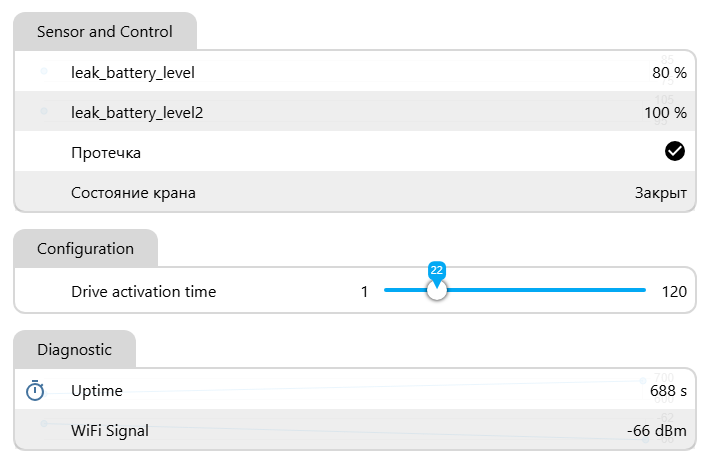 Sensor and Control
leak_battery_level 80 %
leak_battery_level2 100 %
Протечка
Состояние крана Закрыт
Configuration
22
Drive activation time 1 120
Diagnostic
Uptime 688 s
WiFi Signal -66 dBm